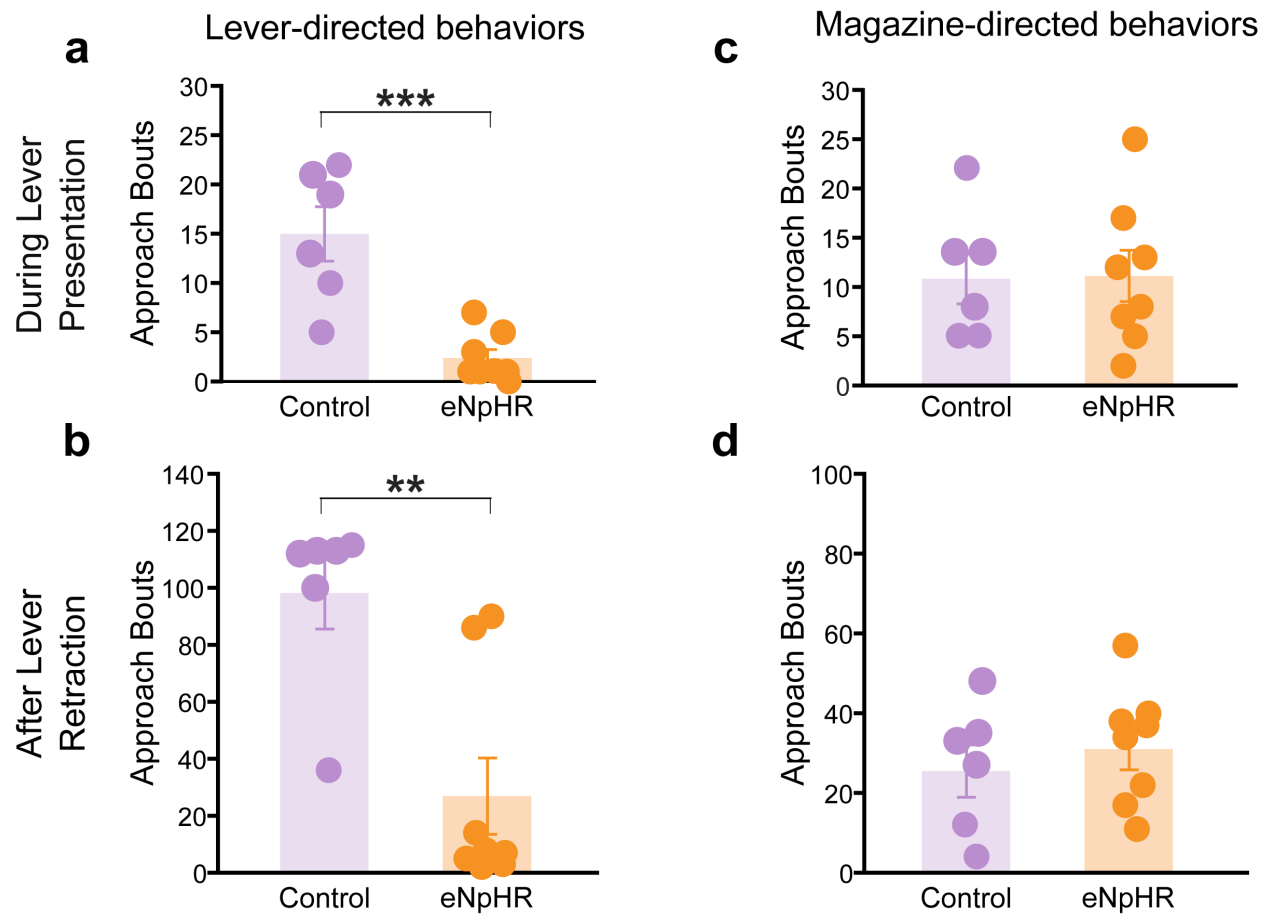 Lever-directed behaviors
Magazine-directed behaviors
a
c
During Lever
Presentation
Approach Bouts
30
25
20
15
10
5
0
***
Control
eNpHR
Approach Bouts
30
25
20
15
10
5
0
Control
eNpHR
b
d
After Lever
Retraction
Approach Bouts
140
120
100
80
60
40
20
0
**
Control
eNpHR
Approach Bouts
100
80
60
40
20
0
Control
eNpHR